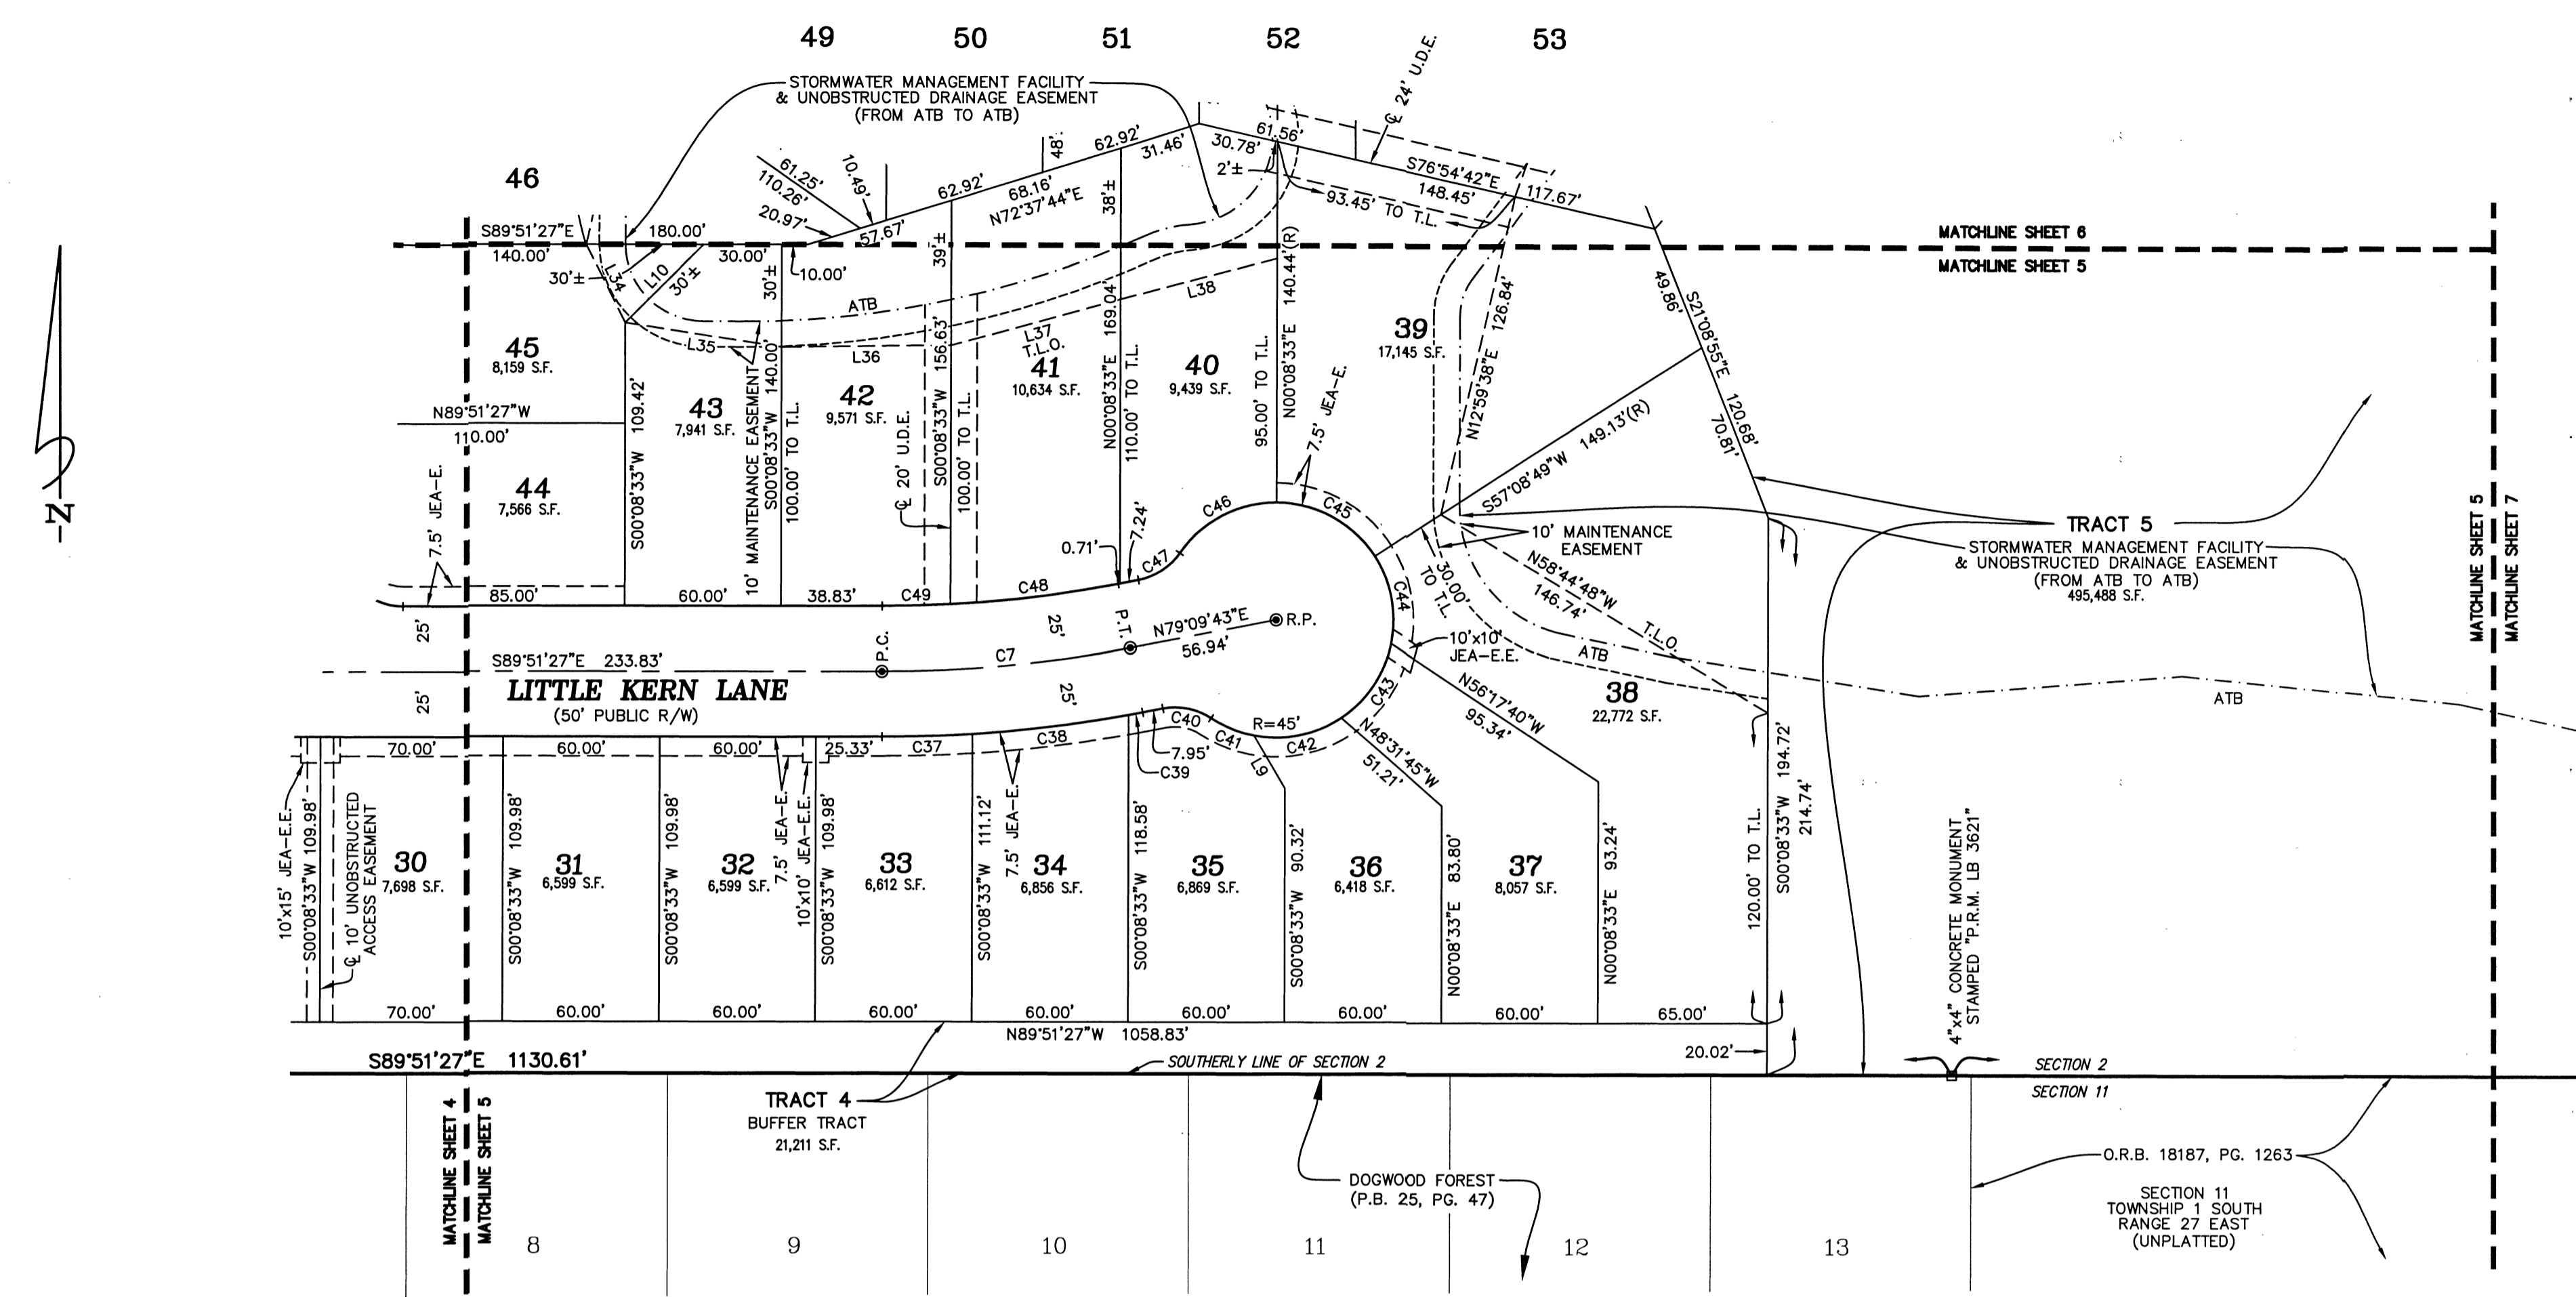 49 50 51 52 53
STORMWATER MANAGEMENT FACILITY
& UNOBSTRUCTED DRAINAGE EASEMENT
(FROM ATB TO ATB)
℄ 24' U.D.E.
46
S89°51'27"E 180.00'
140.00'
30.00'
10.00'
61.25'
110.26'
20.97'
10.49'
57.67'
62.92'
68.16'
N72°37'44"E
48'±
62.92'
31.46'
61.56'
30.78'
2'±
S76°54'42"E
148.45'
117.67'
93.45' TO T.L.
MATCHLINE SHEET 6
MATCHLINE SHEET 5
30'±
L34
L10
30'±
30'±
39'±
38'±
ATB
L35
L36
L37
T.L.O.
L38
45
8,159 S.F.
N89°51'27"W
110.00'
44
7,566 S.F.
7.5' JEA-E.
S00°08'33"W 109.42'
43
7,941 S.F.
10' MAINTENANCE EASEMENT
S00°08'33"W 140.00'
100.00' TO T.L.
42
9,571 S.F.
℄ 20' U.D.E.
S00°08'33"W 156.63'
100.00' TO T.L.
41
10,634 S.F.
N00°08'33"E 169.04'
110.00' TO T.L.
40
9,439 S.F.
95.00' TO T.L.
N00°08'33"E 140.44'(R)
7.5' JEA-E.
39
17,145 S.F.
N12°59'38"E 126.84'
S57°08'49"W 149.13'(R)
49.86'
S21°08'55"E 120.68'
70.81'
TRACT 5
STORMWATER MANAGEMENT FACILITY
& UNOBSTRUCTED DRAINAGE EASEMENT
(FROM ATB TO ATB)
495,488 S.F.
MATCHLINE SHEET 5
MATCHLINE SHEET 7
10' MAINTENANCE
EASEMENT
N58°44'48"W
146.74'
T.L.O.
30.00'
TO T.L.
ATB
ATB
85.00'
60.00'
38.83'
C49
C48
0.71'
7.24'
C47
C46
C45
C44
C43
25'
25'
25'
25'
P.C.
C7
P.T.
N79°09'43"E
56.94'
R.P.
10'x10'
JEA-E.E.
S89°51'27"E 233.83'
LITTLE KERN LANE
(50' PUBLIC R/W)
38
22,772 S.F.
N56°17'40"W
95.34'
N48°31'45"W
51.21'
70.00'
60.00'
60.00'
25.33'
C37
C38
C39
7.95'
C40
C41
R=45'
C42
L9
10'x15' JEA-E.E.
S00°08'33"W 109.98'
℄ 10' UNOBSTRUCTED
ACCESS EASEMENT
30
7,698 S.F.
S00°08'33"W 109.98'
31
6,599 S.F.
S00°08'33"W 109.98'
32
6,599 S.F.
7.5' JEA-E.
10'x10' JEA-E.E.
S00°08'33"W 109.98'
33
6,612 S.F.
S00°08'33"W 111.12'
7.5' JEA-E.
34
6,856 S.F.
S00°08'33"W 118.58'
35
6,869 S.F.
S00°08'33"W 90.32'
36
6,418 S.F.
N00°08'33"E 83.80'
37
8,057 S.F.
N00°08'33"E 93.24'
120.00' TO T.L.
S00°08'33"W 194.72'
214.74'
4"x4" CONCRETE MONUMENT
STAMPED "P.R.M. LB 3621"
70.00' 60.00' 60.00' 60.00' 60.00' 60.00' 60.00' 60.00' 65.00'
N89°51'27"W 1058.83'
20.02'
S89°51'27"E 1130.61'
SOUTHERLY LINE OF SECTION 2
SECTION 2
SECTION 11
TRACT 4
BUFFER TRACT
21,211 S.F.
MATCHLINE SHEET 4
MATCHLINE SHEET 5
DOGWOOD FOREST
(P.B. 25, PG. 47)
O.R.B. 18187, PG. 1263
SECTION 11
TOWNSHIP 1 SOUTH
RANGE 27 EAST
(UNPLATTED)
8 9 10 11 12 13
N